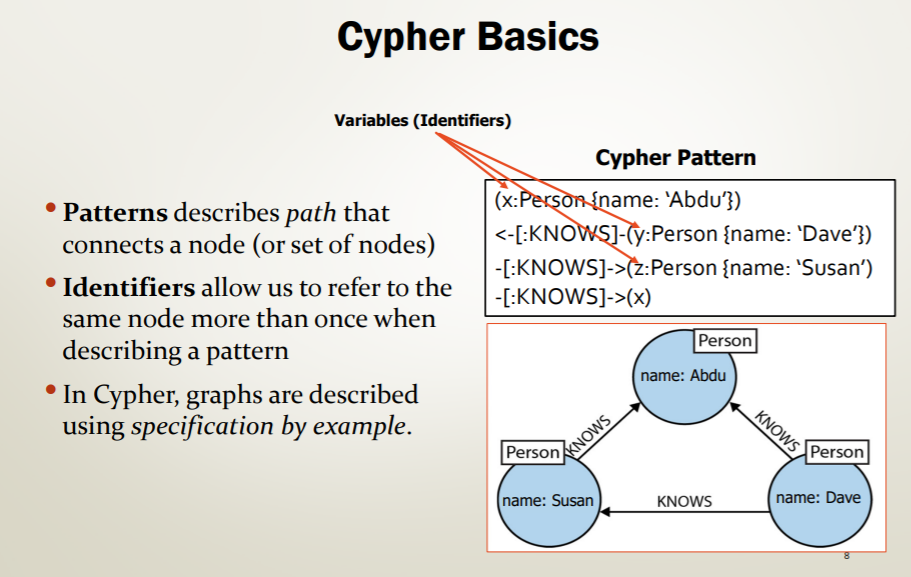 Cypher Basics
Variables (Identifiers)
Cypher Pattern
(x:Person {name: ‘Abdu’})
<-[:KNOWS]-(y:Person {name: ‘Dave’})
-[:KNOWS]->(z:Person {name: ‘Susan’)
-[:KNOWS]->(x)
• Patterns describes path that
connects a node (or set of nodes)
• Identifiers allow us to refer to the
same node more than once when
describing a pattern
• In Cypher, graphs are described
using specification by example.
Person
name: Abdu
KNOWS
KNOWS
Person
Person
name: Susan
KNOWS
name: Dave
8